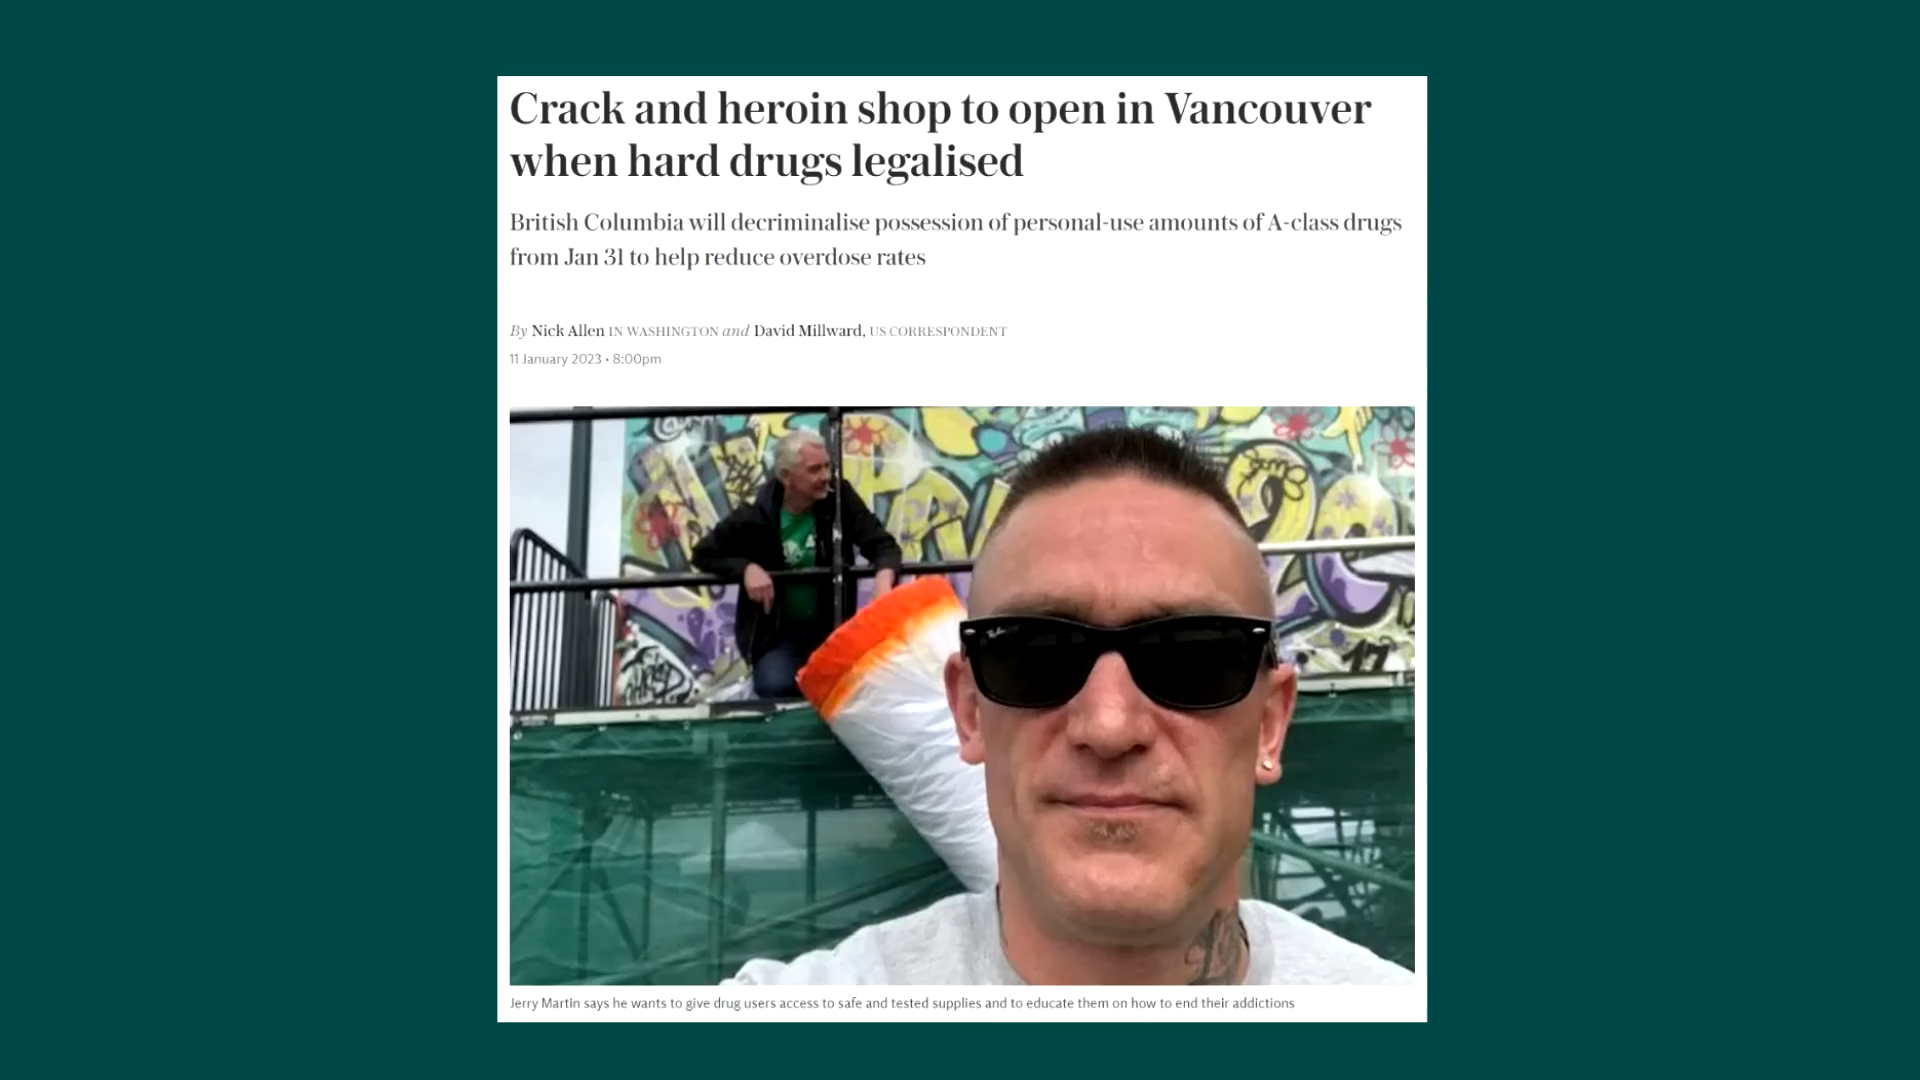 Crack and heroin shop to open in Vancouver
when hard drugs legalised
British Columbia will decriminalise possession of personal-use amounts of A-class drugs
from Jan 31 to help reduce overdose rates
By Nick Allen IN WASHINGTON and David Millward, US CORRESPONDENT
11 January 2023 • 8:00pm
Ray-Ban
17
Jerry Martin says he wants to give drug users access to safe and tested supplies and to educate them on how to end their addictions